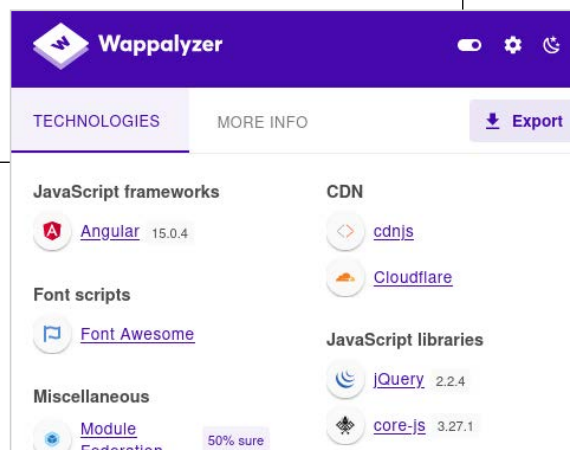 Wappalyzer
TECHNOLOGIES
MORE INFO
Export
JavaScript frameworks
Angular 15.0.4
Font scripts
Font Awesome
Miscellaneous
Module
Federation
50% sure
CDN
cdnjs
Cloudflare
JavaScript libraries
jQuery 2.2.4
core-js 3.27.1